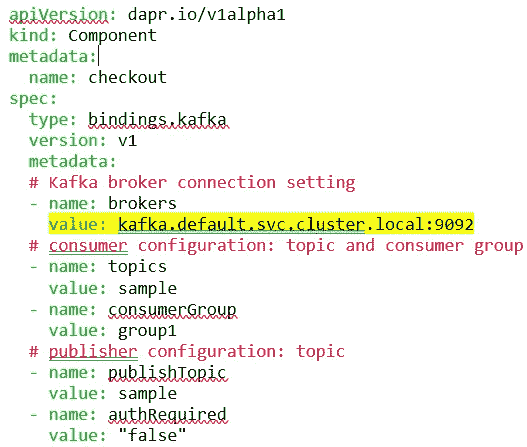 apiVersion: dapr.io/v1alpha1
kind: Component
metadata:
  name: checkout
spec:
  type: bindings.kafka
  version: v1
  metadata:
  # Kafka broker connection setting
  - name: brokers
    value: kafka.default.svc.cluster.local:9092
  # consumer configuration: topic and consumer group
  - name: topics
    value: sample
  - name: consumerGroup
    value: group1
  # publisher configuration: topic
  - name: publishTopic
    value: sample
  - name: authRequired
    value: "false"